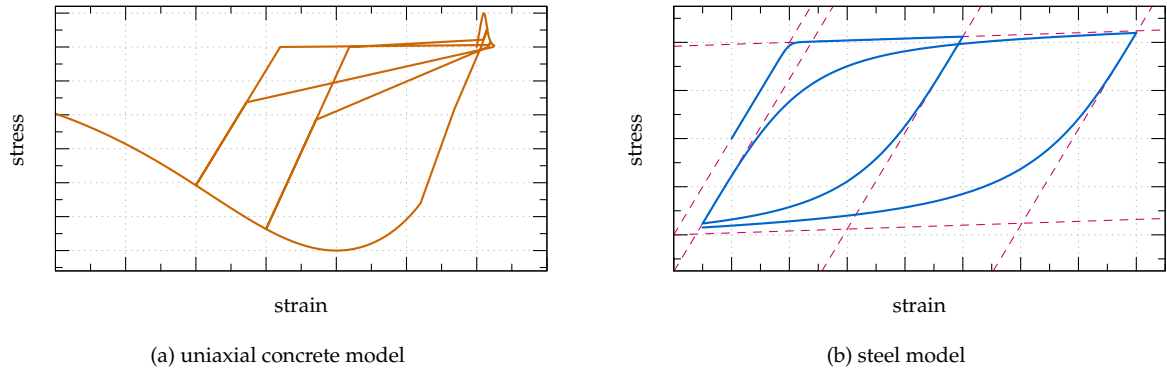 stress
strain
(a) uniaxial concrete model
stress
strain
(b) steel model